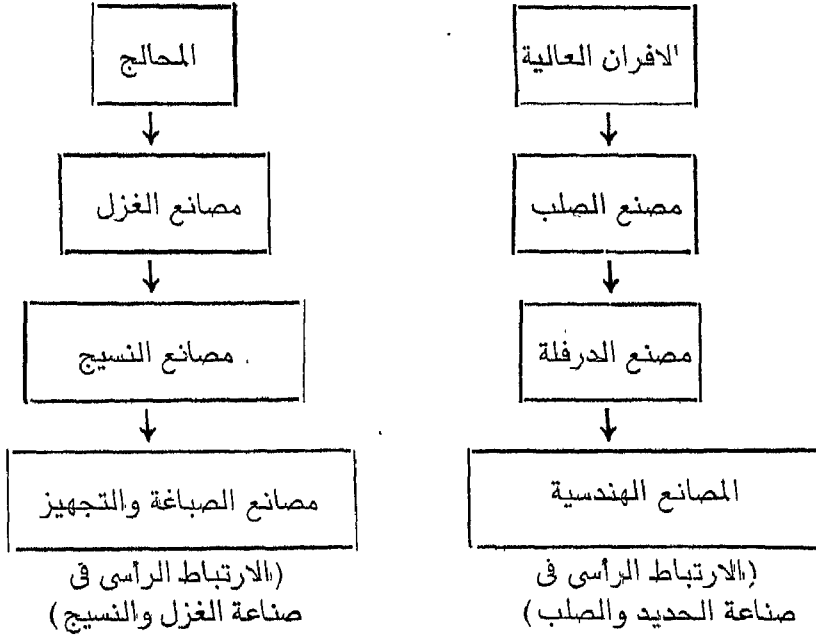 الافران العالية
مصنع الصلب
مصنع الدرفلة
المصانع الهندسية
(الارتباط الرأسى فى
صناعة الحديد والصلب)
المحالج
مصانع الغزل
مصانع النسيج
مصانع الصباغة والتجهيز
(الارتباط الرأسى فى
صناعة الغزل والنسيج)